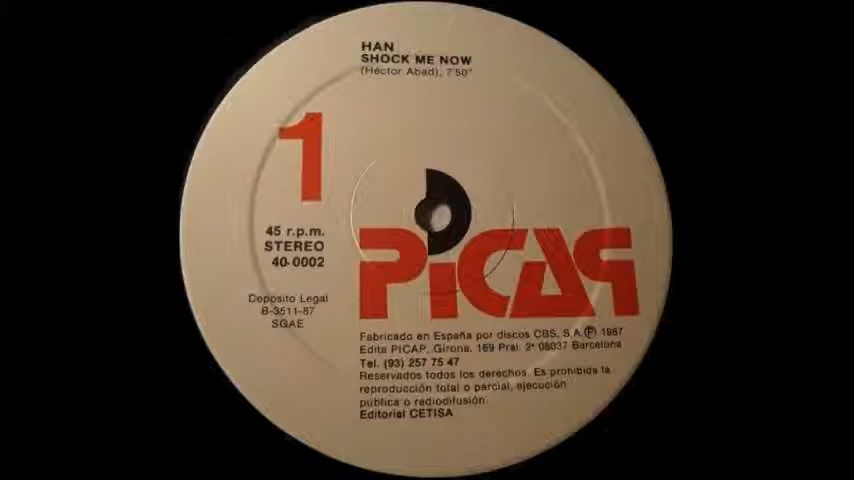 HAN
SHOCK ME NOW
(Héctor Abad), 7'50"
1
45 r.p.m.
STEREO
40-0002
Deposito Legal
B-3511-87
SGAE
PiCAP
Fabricado en España por discos CBS, S.A. Ⓟ 1987
Edita PICAP, Girona. 169 Pral. 2ª 08037 Barcelona
Tel. (93) 257 75 47
Reservados todos los derechos. Es prohibida la
reproducción total o parcial, ejecución
pública o radiodifusión.
Editorial CETISA